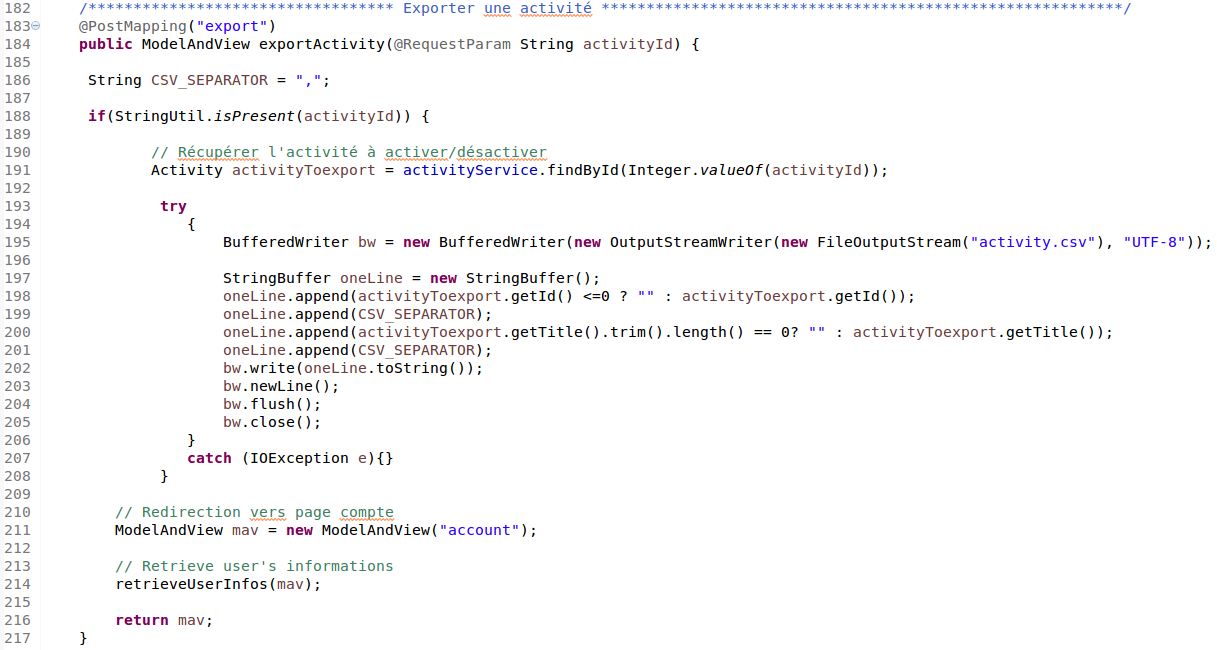 182 /********************************** Exporter une activité **********************************************************/
183 @PostMapping("export")
184 public ModelAndView exportActivity(@RequestParam String activityId) {
185
186 String CSV_SEPARATOR = ",";
187
188 if(StringUtil.isPresent(activityId)) {
189
190 // Récupérer l'activité à activer/désactiver
191 Activity activityToexport = activityService.findById(Integer.valueOf(activityId));
192
193 try
194 {
195 BufferedWriter bw = new BufferedWriter(new OutputStreamWriter(new FileOutputStream("activity.csv"), "UTF-8"));
196
197 StringBuffer oneLine = new StringBuffer();
198 oneLine.append(activityToexport.getId() <=0 ? "" : activityToexport.getId());
199 oneLine.append(CSV_SEPARATOR);
200 oneLine.append(activityToexport.getTitle().trim().length() == 0? "" : activityToexport.getTitle());
201 oneLine.append(CSV_SEPARATOR);
202 bw.write(oneLine.toString());
203 bw.newLine();
204 bw.flush();
205 bw.close();
206 }
207 catch (IOException e){}
208 }
209
210 // Redirection vers page compte
211 ModelAndView mav = new ModelAndView("account");
212
213 // Retrieve user's informations
214 retrieveUserInfos(mav);
215
216 return mav;
217 }